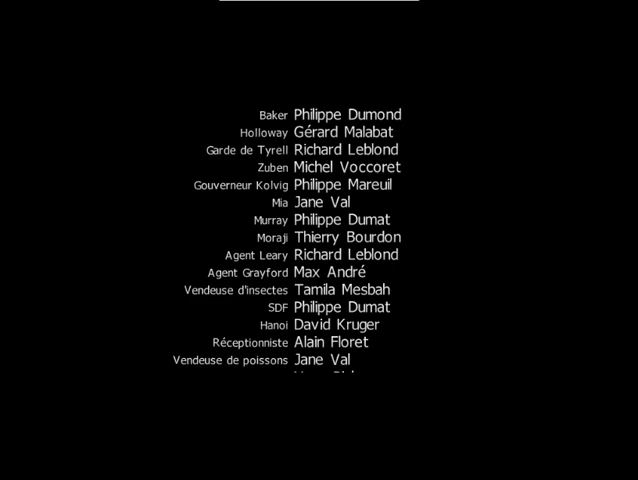 Baker Philippe Dumond
Holloway Gérard Malabat
Garde de Tyrell Richard Leblond
Zuben Michel Voccoret
Gouverneur Kolvig Philippe Mareuil
Mia Jane Val
Murray Philippe Dumat
Moraji Thierry Bourdon
Agent Leary Richard Leblond
Agent Grayford Max André
Vendeuse d'insectes Tamila Mesbah
SDF Philippe Dumat
Hanoi David Kruger
Réceptionniste Alain Floret
Vendeuse de poissons Jane Val